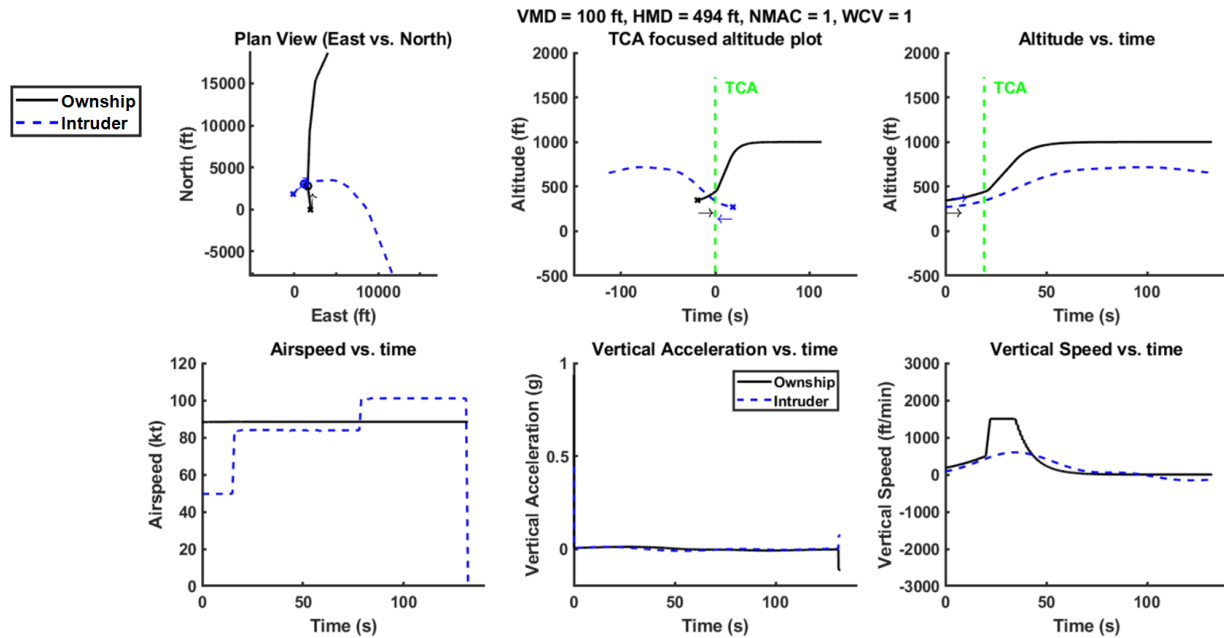 VMD = 100 ft, HMD = 494 ft, NMAC = 1, WCV = 1
Ownship
Intruder
Plan View (East vs. North)
15000
10000
5000
0
-5000
North (ft)
0
10000
East (ft)
TCA focused altitude plot
2000
1500
1000
500
0
-500
Altitude (ft)
TCA
-100
0
100
Time (s)
Altitude vs. time
2000
1500
1000
500
0
-500
Altitude (ft)
TCA
0
50
100
Time (s)
Airspeed vs. time
120
100
80
60
40
20
0
Airspeed (kt)
0
100
Time (s)
Vertical Acceleration vs. time
1
0.5
0
Vertical Acceleration (g)
Ownship
Intruder
0
100
Time (s)
Vertical Speed vs. time
3000
2000
1000
0
-1000
-2000
-3000
Vertical Speed (ft/min)
0
50
100
Time (s)